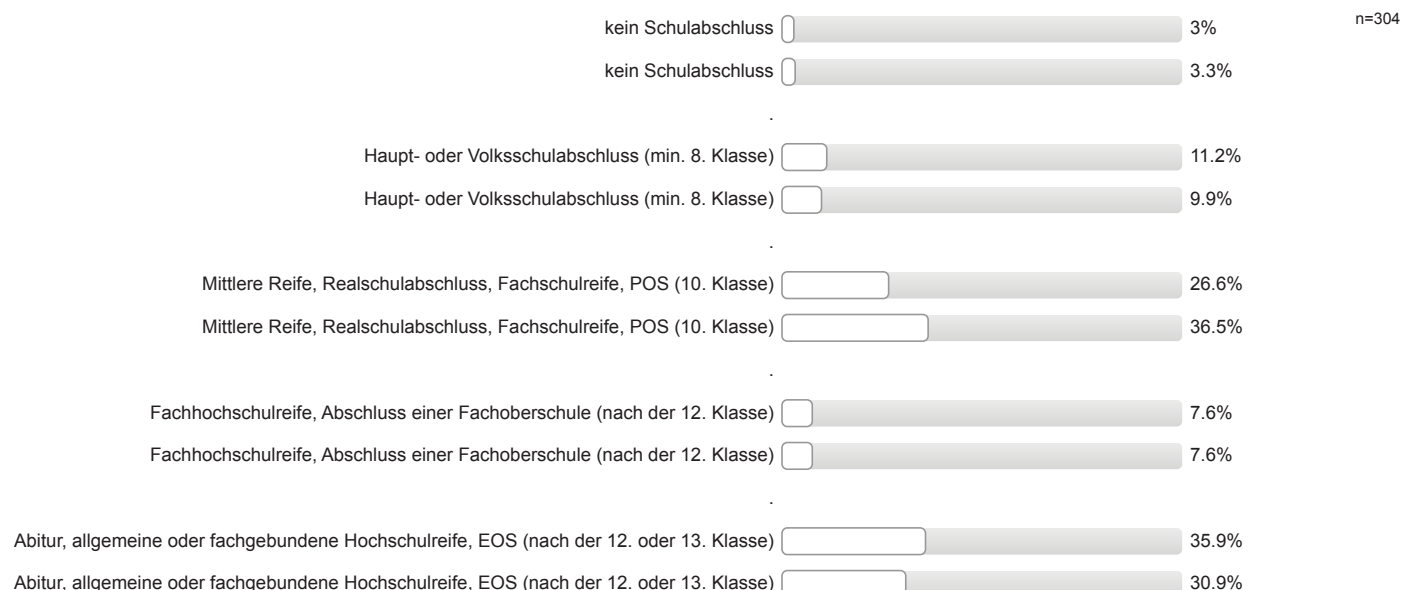 kein Schulabschluss 3% n=304
kein Schulabschluss 3.3%
.
Haupt- oder Volksschulabschluss (min. 8. Klasse) 11.2%
Haupt- oder Volksschulabschluss (min. 8. Klasse) 9.9%
.
Mittlere Reife, Realschulabschluss, Fachschulreife, POS (10. Klasse) 26.6%
Mittlere Reife, Realschulabschluss, Fachschulreife, POS (10. Klasse) 36.5%
.
Fachhochschulreife, Abschluss einer Fachoberschule (nach der 12. Klasse) 7.6%
Fachhochschulreife, Abschluss einer Fachoberschule (nach der 12. Klasse) 7.6%
.
Abitur, allgemeine oder fachgebundene Hochschulreife, EOS (nach der 12. oder 13. Klasse) 35.9%
Abitur, allgemeine oder fachgebundene Hochschulreife, EOS (nach der 12. oder 13. Klasse) 30.9%